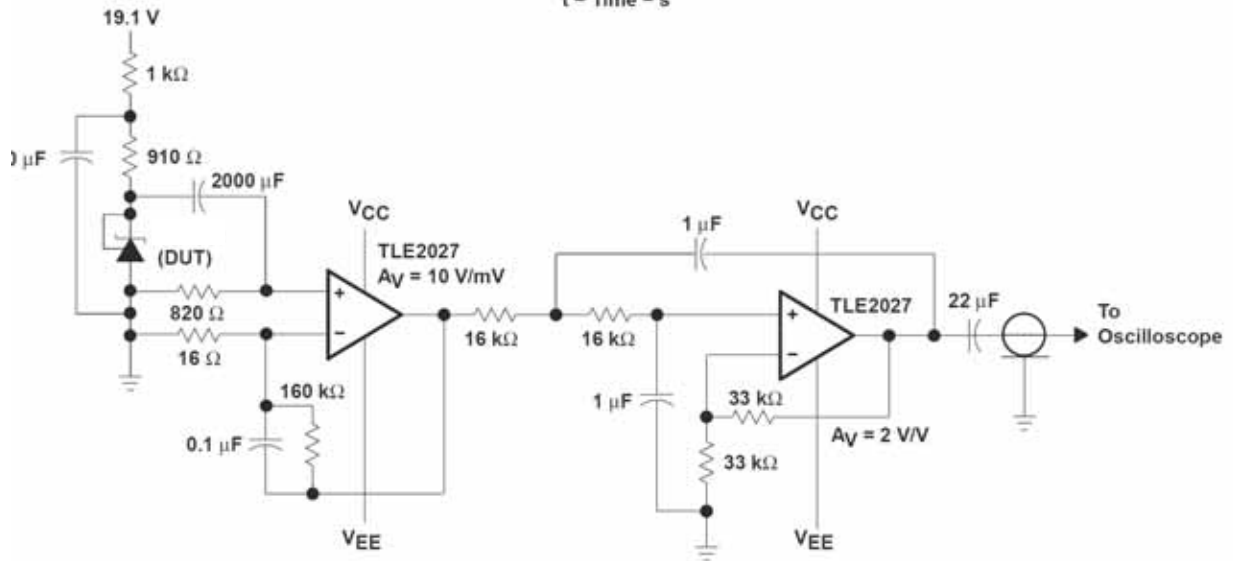 t – Time – s
19.1 V
1 kΩ
910 Ω
µF
2000 µF
(DUT)
820 Ω
16 Ω
160 kΩ
0.1 µF
VCC
TLE2027
AV = 10 V/mV
VEE
16 kΩ
16 kΩ
1 µF
1 µF
VCC
TLE2027
33 kΩ
AV = 2 V/V
33 kΩ
VEE
22 µF
To
Oscilloscope
+
–
+
–